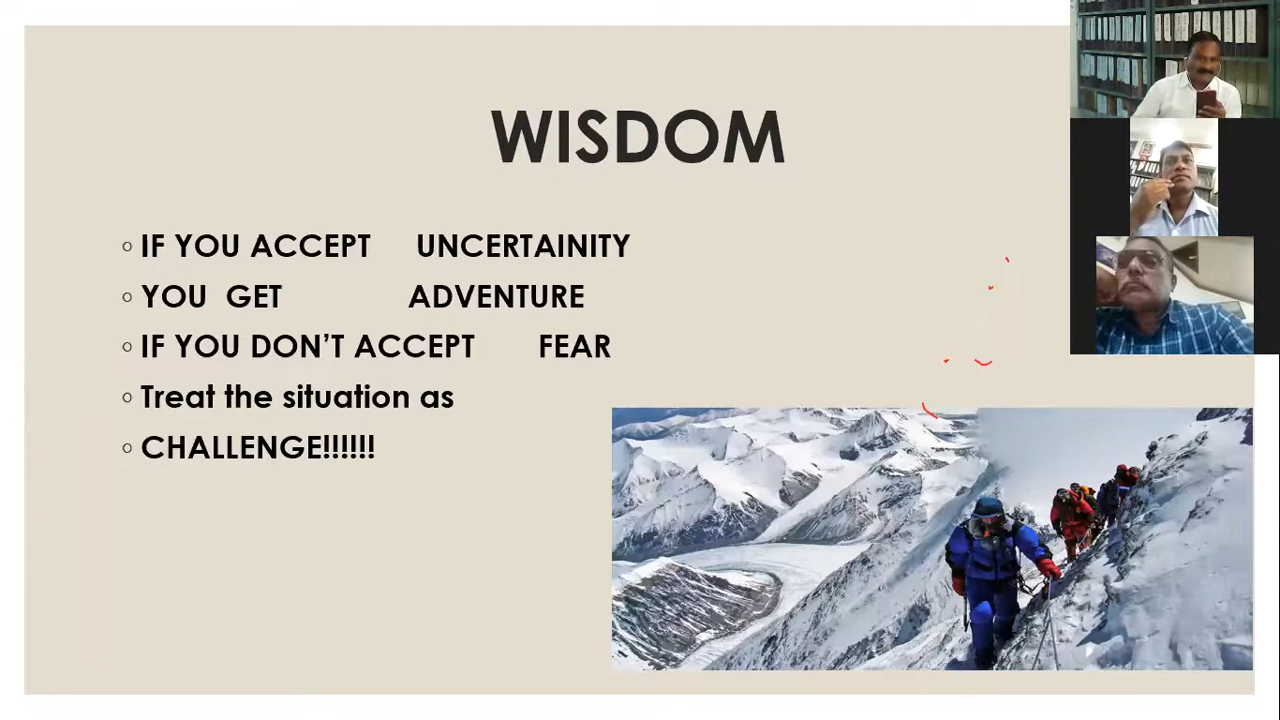 WISDOM
IF YOU ACCEPT UNCERTAINITY
YOU GET ADVENTURE
IF YOU DON’T ACCEPT FEAR
Treat the situation as
CHALLENGE!!!!!!